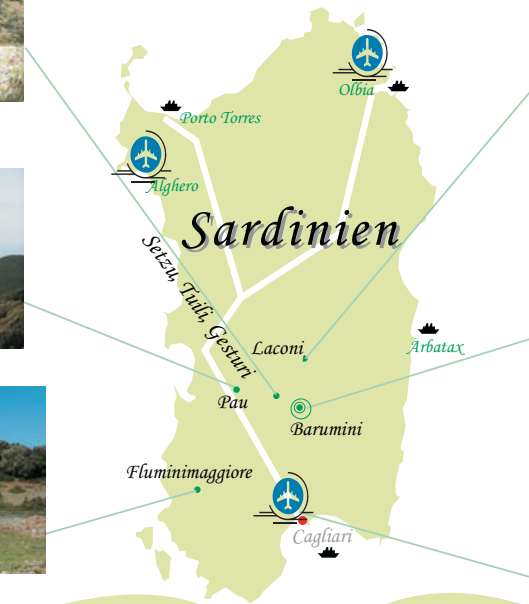 Olbia
Porto Torres
Alghero
Sardinien
Setzu, Tuili, Gesturi
Laconi
Arbatax
Pau
Barumini
Fluminimaggiore
Cagliari